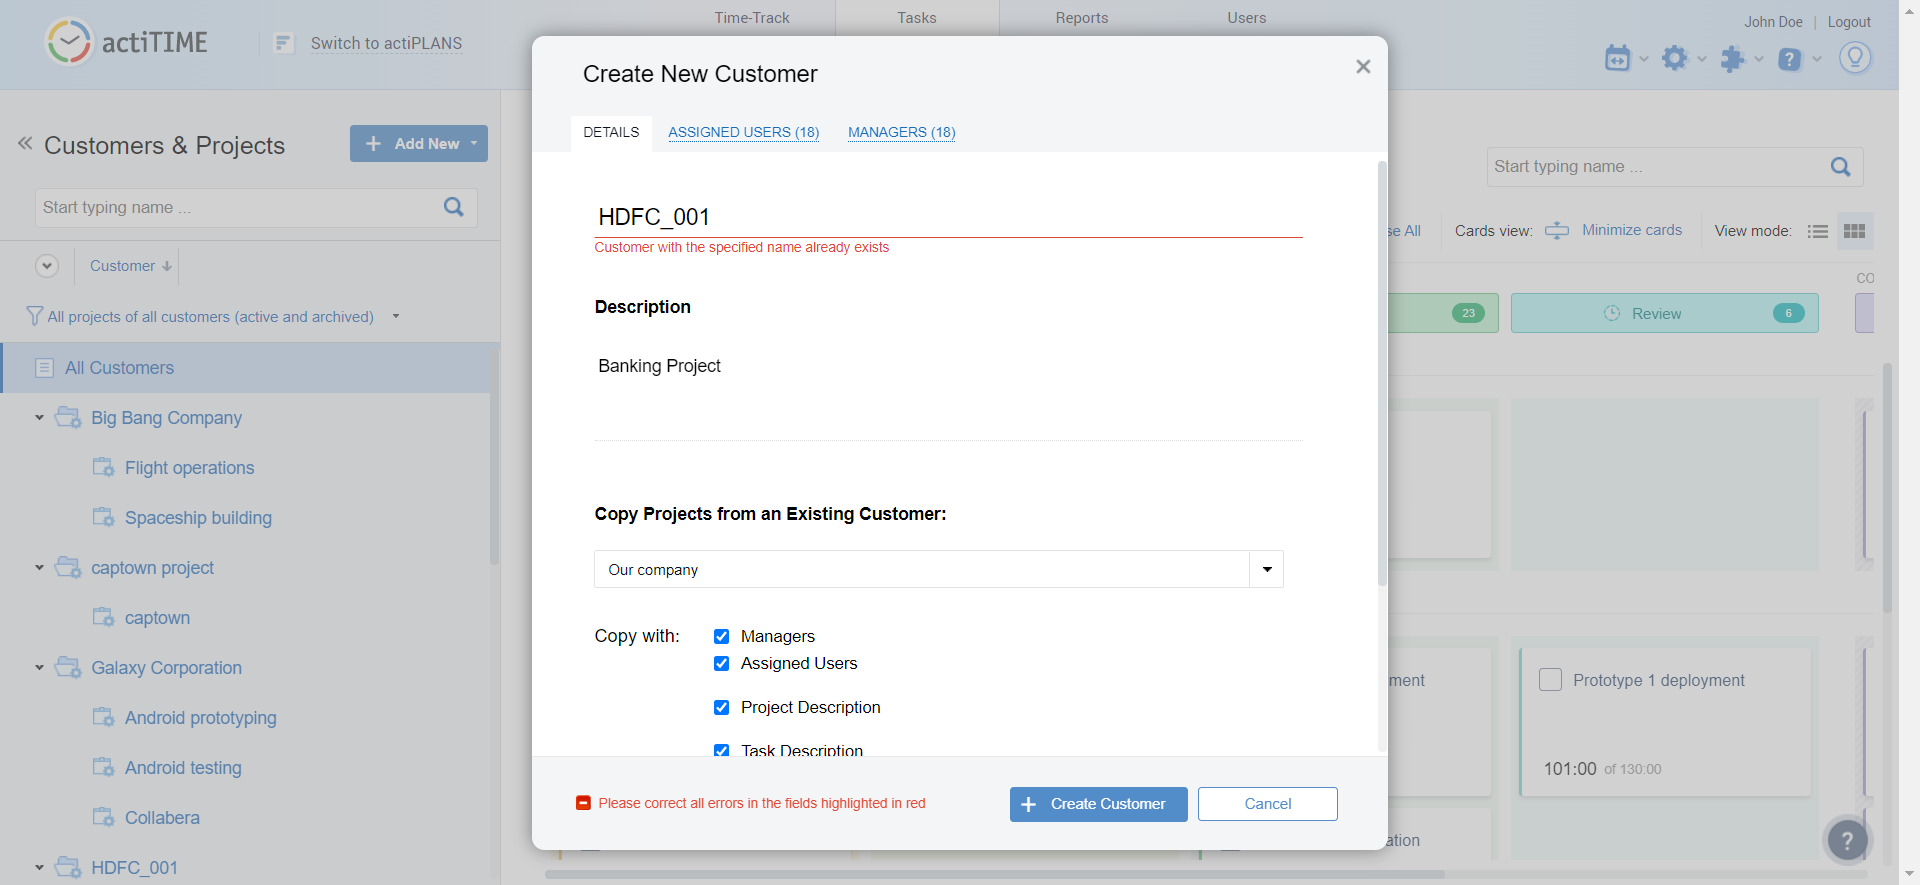 Time-Track
Tasks
Reports
Users
John Doe | Logout
actiTIME
Switch to actiPLANS
Customers & Projects
Add New
Start typing name ...
Customer
All projects of all customers (active and archived)
All Customers
Big Bang Company
Flight operations
Spaceship building
captown project
captown
Galaxy Corporation
Android prototyping
Android testing
Collabera
HDFC_001
Create New Customer
DETAILS
ASSIGNED USERS (18)
MANAGERS (18)
HDFC_001
Customer with the specified name already exists
Description
Banking Project
Copy Projects from an Existing Customer:
Our company
Copy with:
Managers
Assigned Users
Project Description
Task Description
Please correct all errors in the fields highlighted in red
Create Customer
Cancel
Start typing name ...
se All
Cards view:
Minimize cards
View mode:
CO
23
Review
6
ment
Prototype 1 deployment
101:00 of 130:00
ation
?